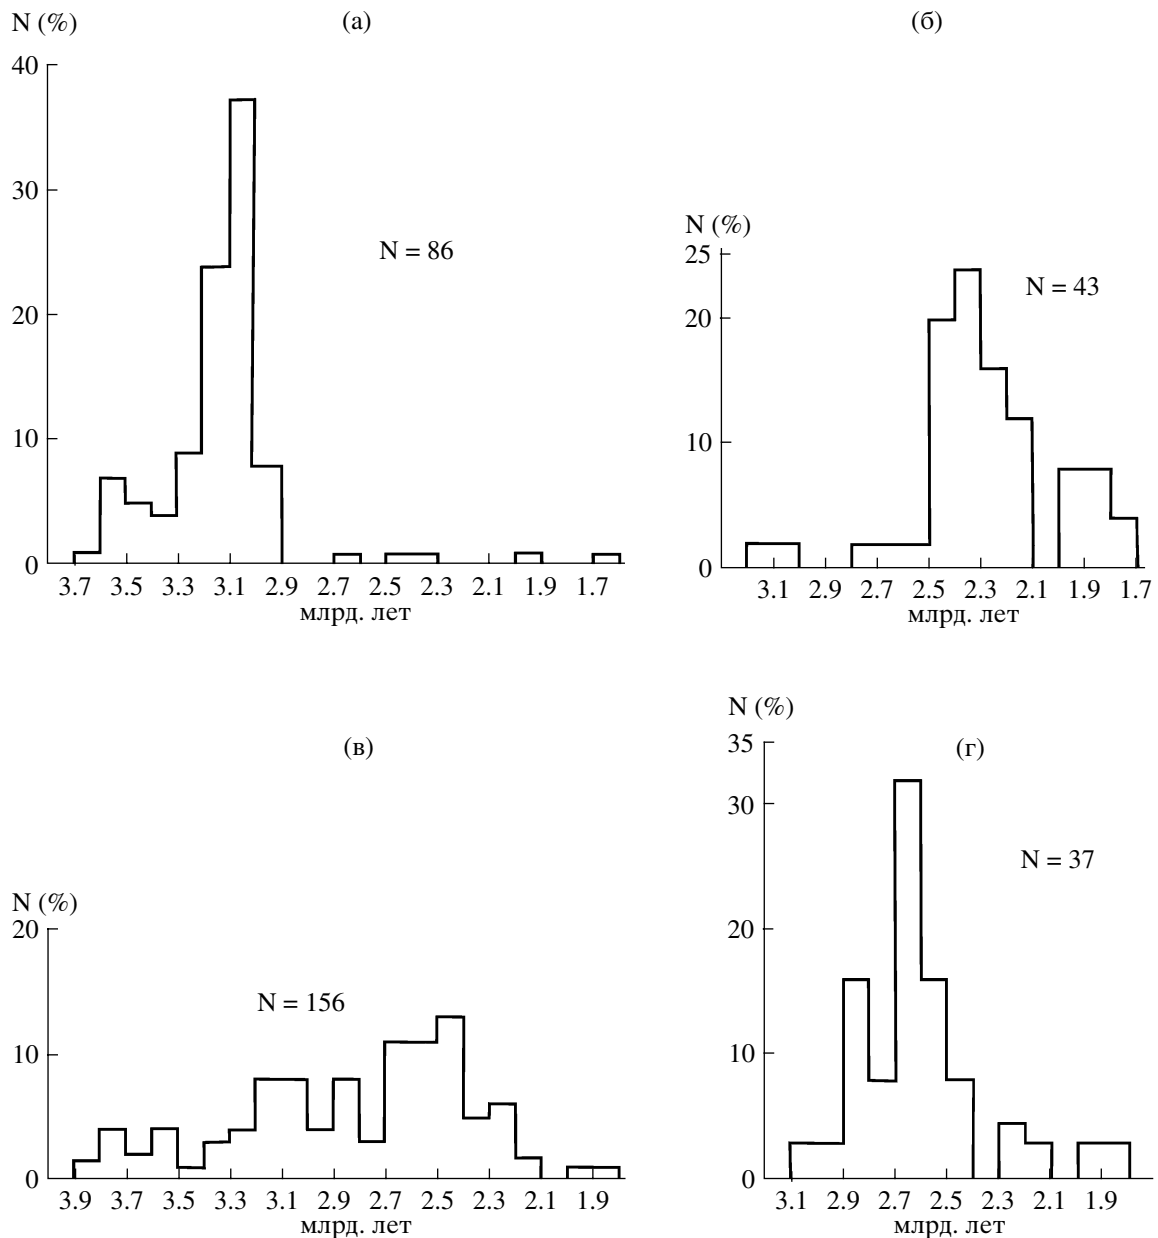 (а)
N (%)
40
30
20
10
0
N = 86
3.7 3.5 3.3 3.1 2.9 2.7 2.5 2.3 2.1 1.9 1.7
млрд. лет
(б)
N (%)
25
20
10
0
N = 43
3.1 2.9 2.7 2.5 2.3 2.1 1.9 1.7
млрд. лет
(в)
N (%)
20
10
0
N = 156
3.9 3.7 3.5 3.3 3.1 2.9 2.7 2.5 2.3 2.1 1.9
млрд. лет
(г)
N (%)
35
30
20
10
0
N = 37
3.1 2.9 2.7 2.5 2.3 2.1 1.9
млрд. лет